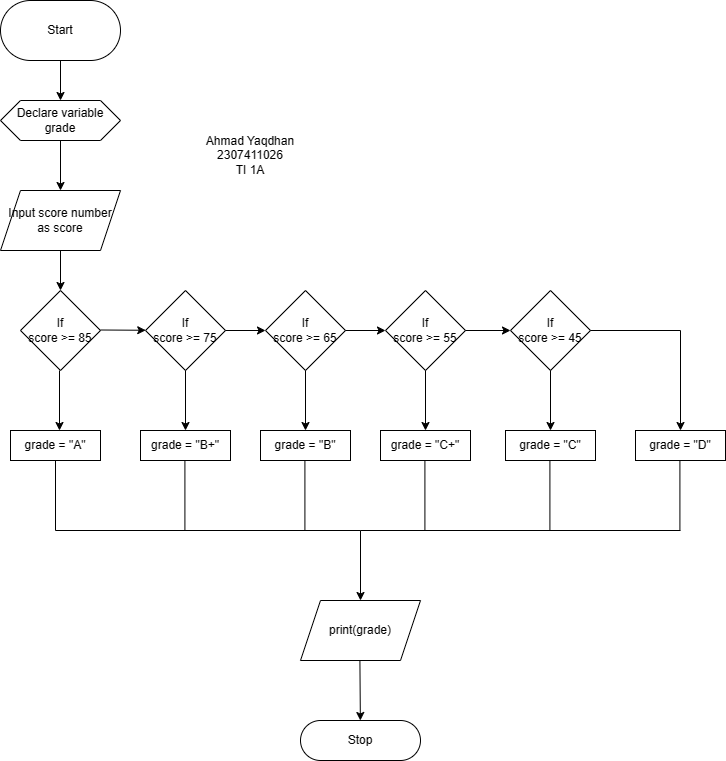 Start
Declare variable
grade
Ahmad Yaqdhan
2307411026
TI 1A
Input score number
as score
If
score >= 85
If
score >= 75
If
score >= 65
If
score >= 55
If
score >= 45
grade = "A"
grade = "B+"
grade = "B"
grade = "C+"
grade = "C"
grade = "D"
print(grade)
Stop